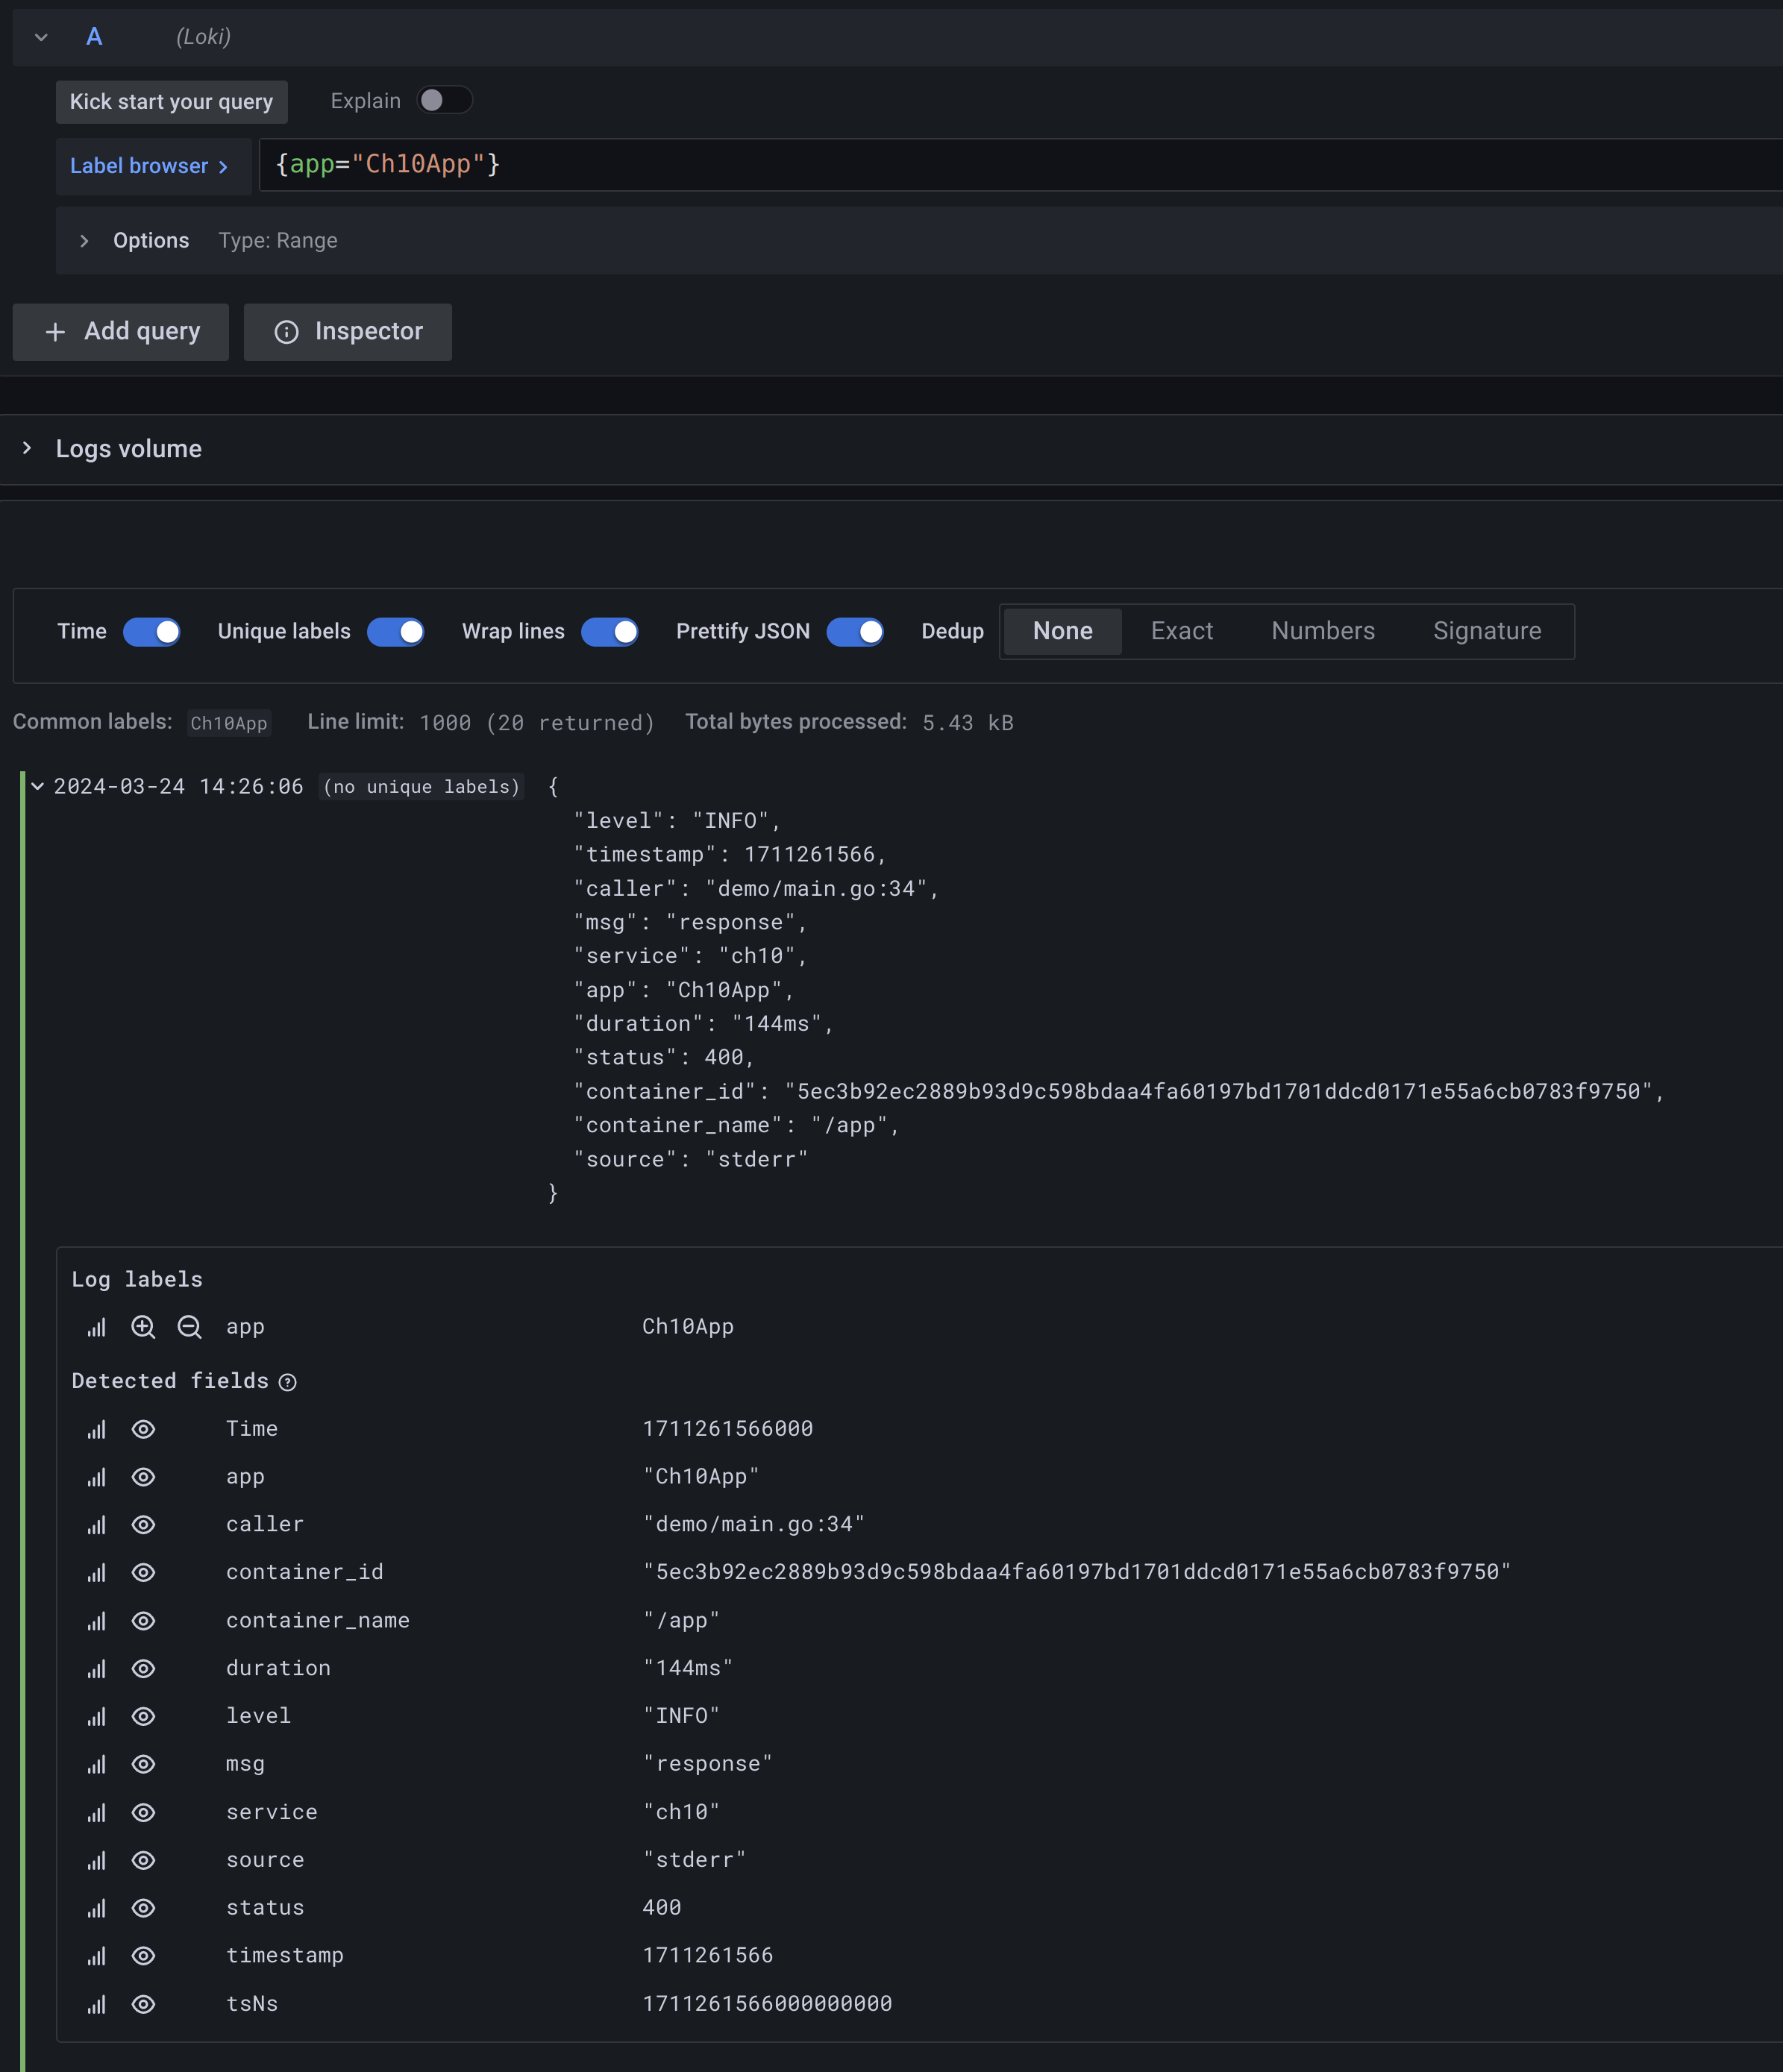 A (Loki)
Kick start your query Explain
Label browser > {app="Ch10App"}
Options Type: Range
+ Add query Inspector
Logs volume
Time Unique labels Wrap lines Prettify JSON Dedup None Exact Numbers Signature
Common labels: Ch10App Line limit: 1000 (20 returned) Total bytes processed: 5.43 kB
2024-03-24 14:26:06 (no unique labels) {
"level": "INFO",
"timestamp": 1711261566,
"caller": "demo/main.go:34",
"msg": "response",
"service": "ch10",
"app": "Ch10App",
"duration": "144ms",
"status": 400,
"container_id": "5ec3b92ec2889b93d9c598bdaa4fa60197bd1701ddcd0171e55a6cb0783f9750",
"container_name": "/app",
"source": "stderr"
}
Log labels
app Ch10App
Detected fields
Time 1711261566000
app "Ch10App"
caller "demo/main.go:34"
container_id "5ec3b92ec2889b93d9c598bdaa4fa60197bd1701ddcd0171e55a6cb0783f9750"
container_name "/app"
duration "144ms"
level "INFO"
msg "response"
service "ch10"
source "stderr"
status 400
timestamp 1711261566
tsNs 1711261566000000000